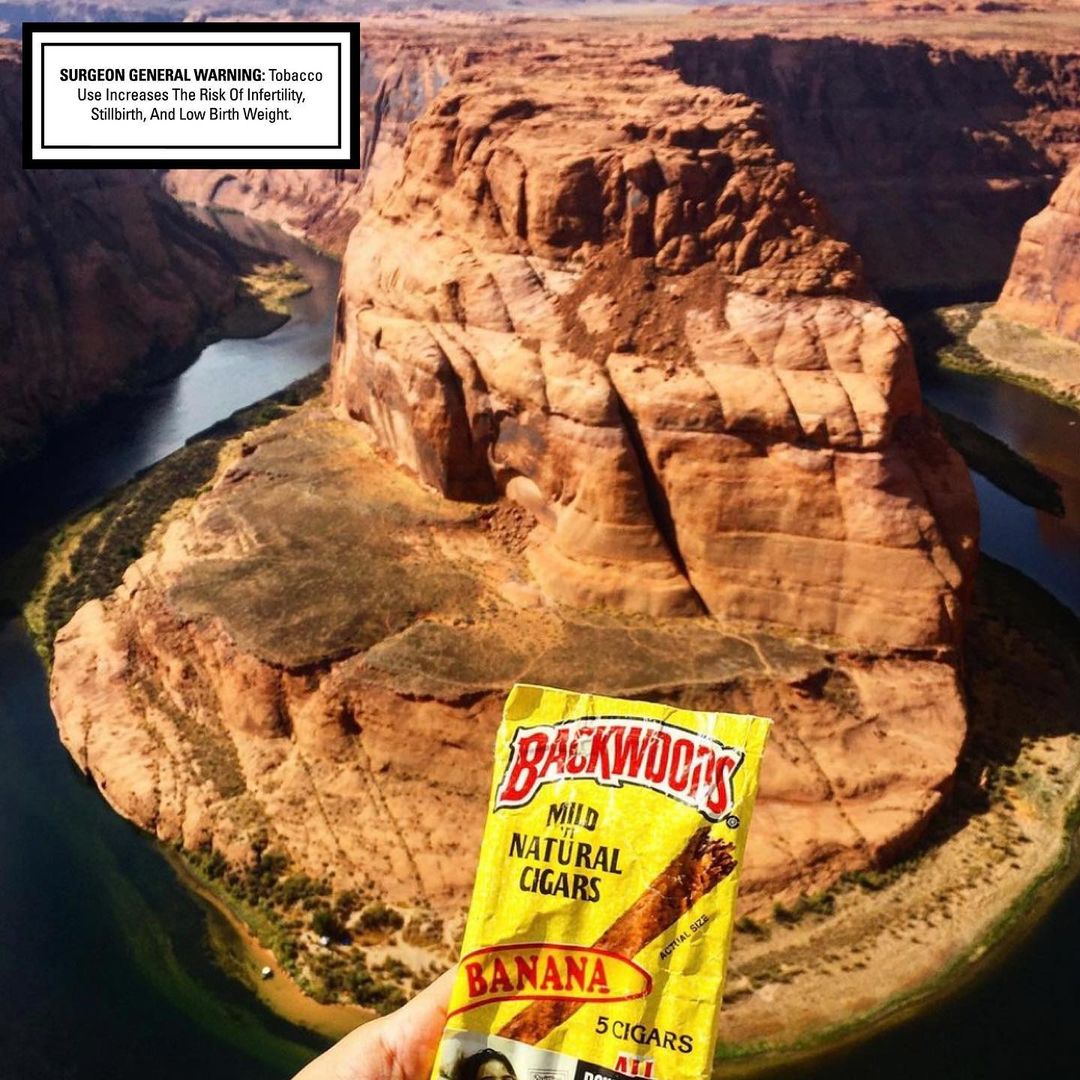 SURGEON GENERAL WARNING: Tobacco
Use Increases The Risk Of Infertility,
Stillbirth, And Low Birth Weight.
BACKWOODS®
MILD
'N
NATURAL
CIGARS
ACTUAL SIZE
BANANA
5 CIGARS
ALL